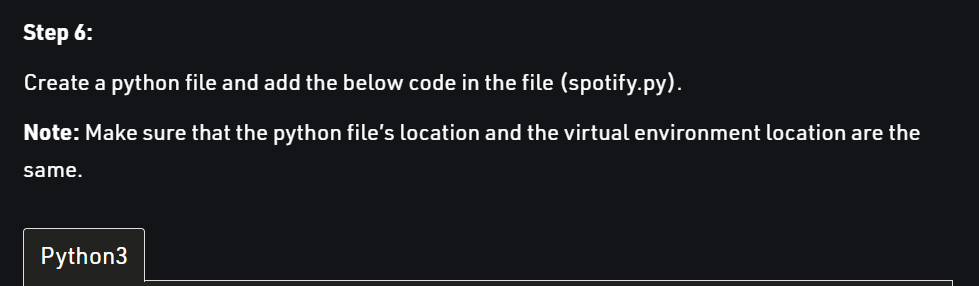 Step 6:
Create a python file and add the below code in the file (spotify.py).
Note: Make sure that the python file’s location and the virtual environment location are the
same.
Python3